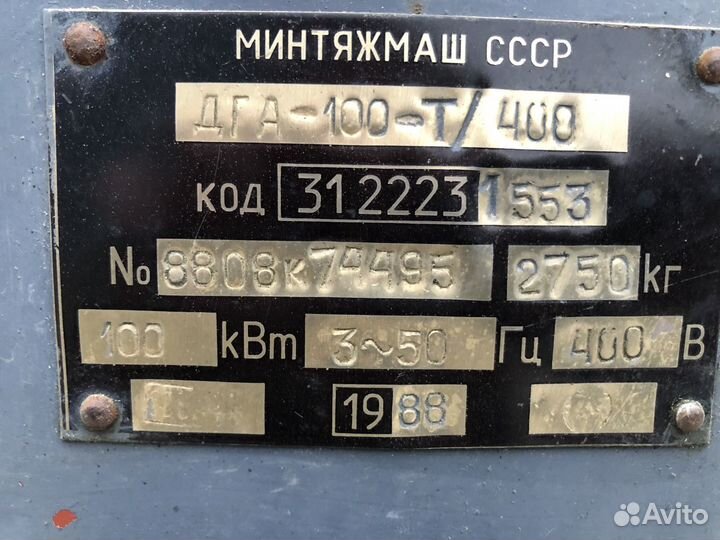 МИНТЯЖМАШ СССР
ДГА-100-Т/400
код 31 2223 1553
№ 8808к74495 2750 кг
100 кВт 3~50 Гц 400 В
1988
Avito